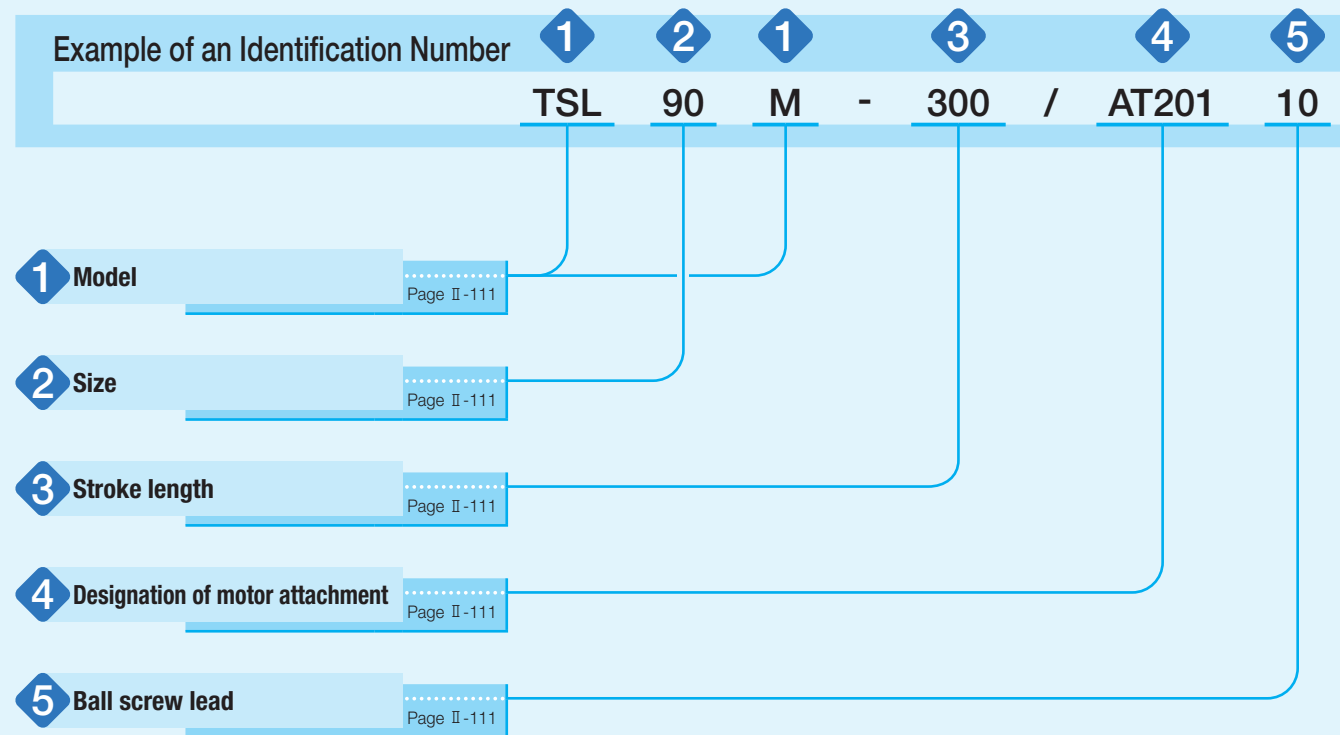 Example of an Identification Number 1 2 1 3 4 5
TSL 90 M - 300 / AT201 10
1 Model
Page Ⅱ-111
2 Size
Page Ⅱ-111
3 Stroke length
Page Ⅱ-111
4 Designation of motor attachment
Page Ⅱ-111
5 Ball screw lead
Page Ⅱ-111